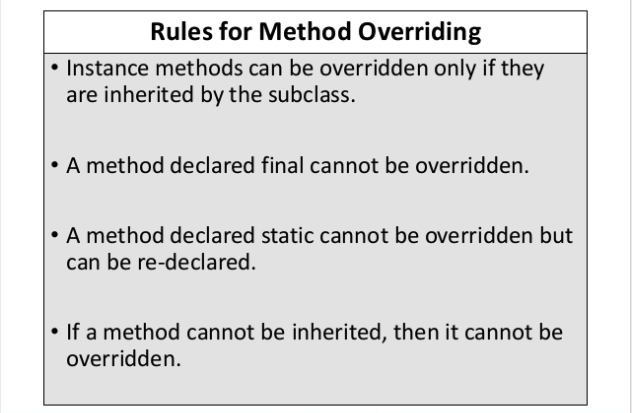 Rules for Method Overriding
• Instance methods can be overridden only if they
are inherited by the subclass.
• A method declared final cannot be overridden.
• A method declared static cannot be overridden but
can be re-declared.
• If a method cannot be inherited, then it cannot be
overridden.